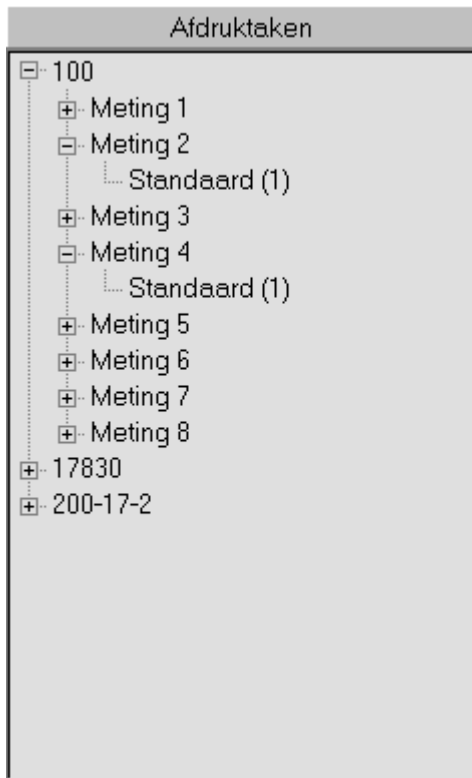 Afdruktaken
100
Meting 1
Meting 2
Standaard (1)
Meting 3
Meting 4
Standaard (1)
Meting 5
Meting 6
Meting 7
Meting 8
17830
200-17-2